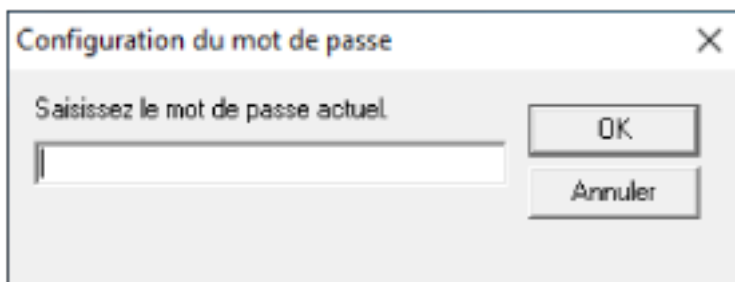 Configuration du mot de passe
Saisissez le mot de passe actuel.
OK
Annuler